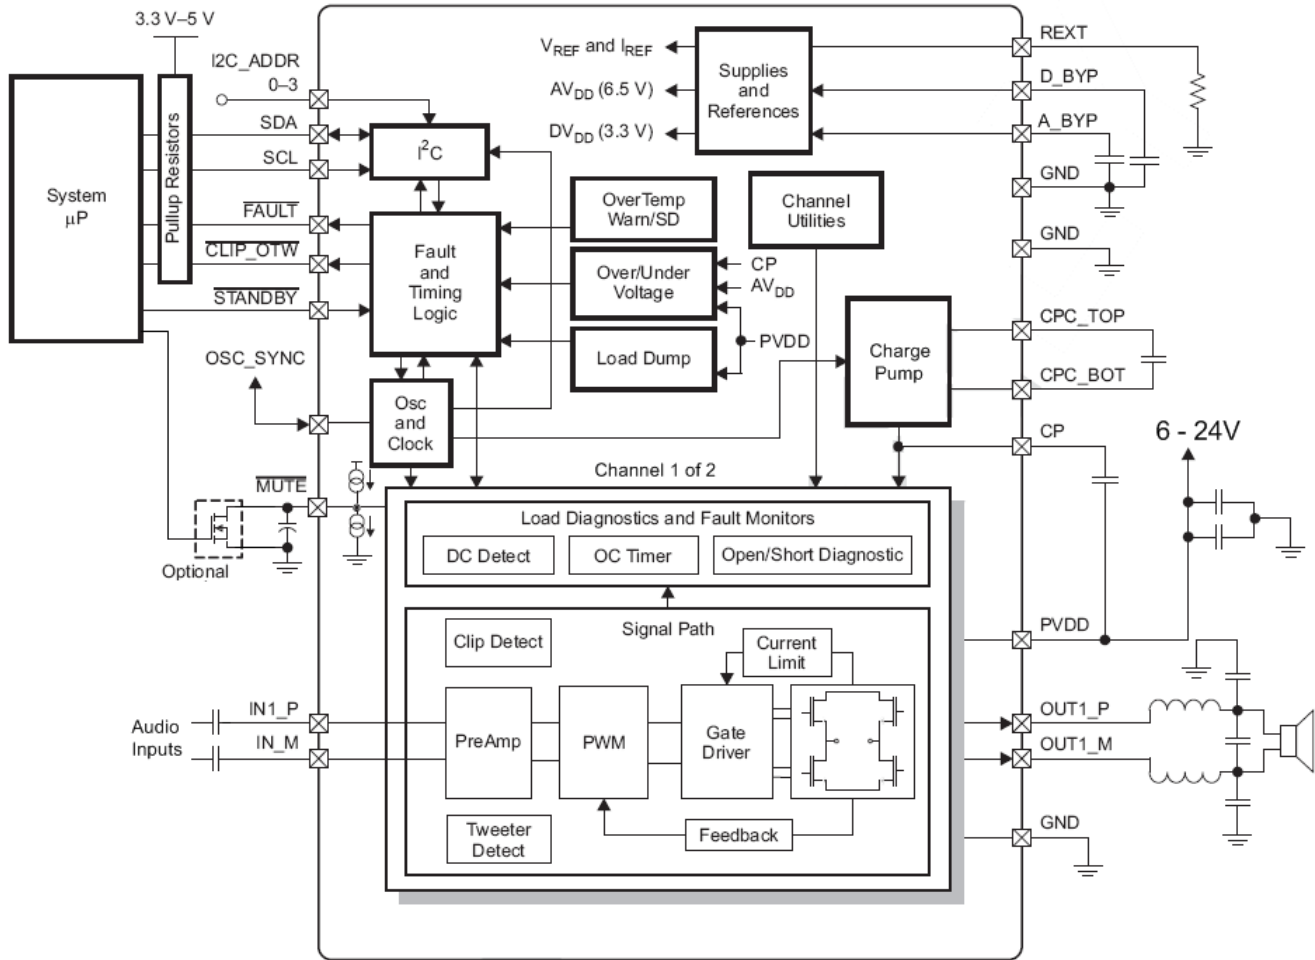 3.3 V–5 V
I2C_ADDR
0–3
SDA
SCL
FAULT
CLIP_OTW
STANDBY
OSC_SYNC
MUTE
System
μP
Pullup Resistors
Optional
Audio
Inputs
IN1_P
IN_M
I²C
Fault
and
Timing
Logic
Osc
and
Clock
V_REF and I_REF
AV_DD (6.5 V)
DV_DD (3.3 V)
Supplies
and
References
OverTemp
Warn/SD
Over/Under
Voltage
Load Dump
CP
AV_DD
PVDD
Channel
Utilities
Charge
Pump
Channel 1 of 2
Load Diagnostics and Fault Monitors
DC Detect
OC Timer
Open/Short Diagnostic
Signal Path
Clip Detect
Current
Limit
PreAmp
PWM
Gate
Driver
Feedback
Tweeter
Detect
REXT
D_BYP
A_BYP
GND
GND
CPC_TOP
CPC_BOT
CP
6 - 24V
PVDD
OUT1_P
OUT1_M
GND